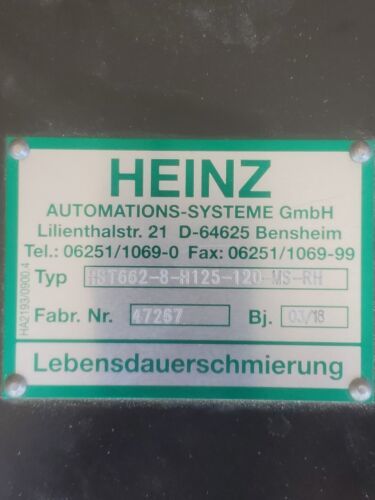 HEINZ
AUTOMATIONS-SYSTEME GmbH
Lilienthalstr. 21 D-64625 Bensheim
Tel.: 06251/1069-0 Fax: 06251/1069-99
Typ HST662-8-H125-120-MS-RH
Fabr. Nr. 47267 Bj. 03/18
Lebensdauerschmierung
HA2193/0900 4